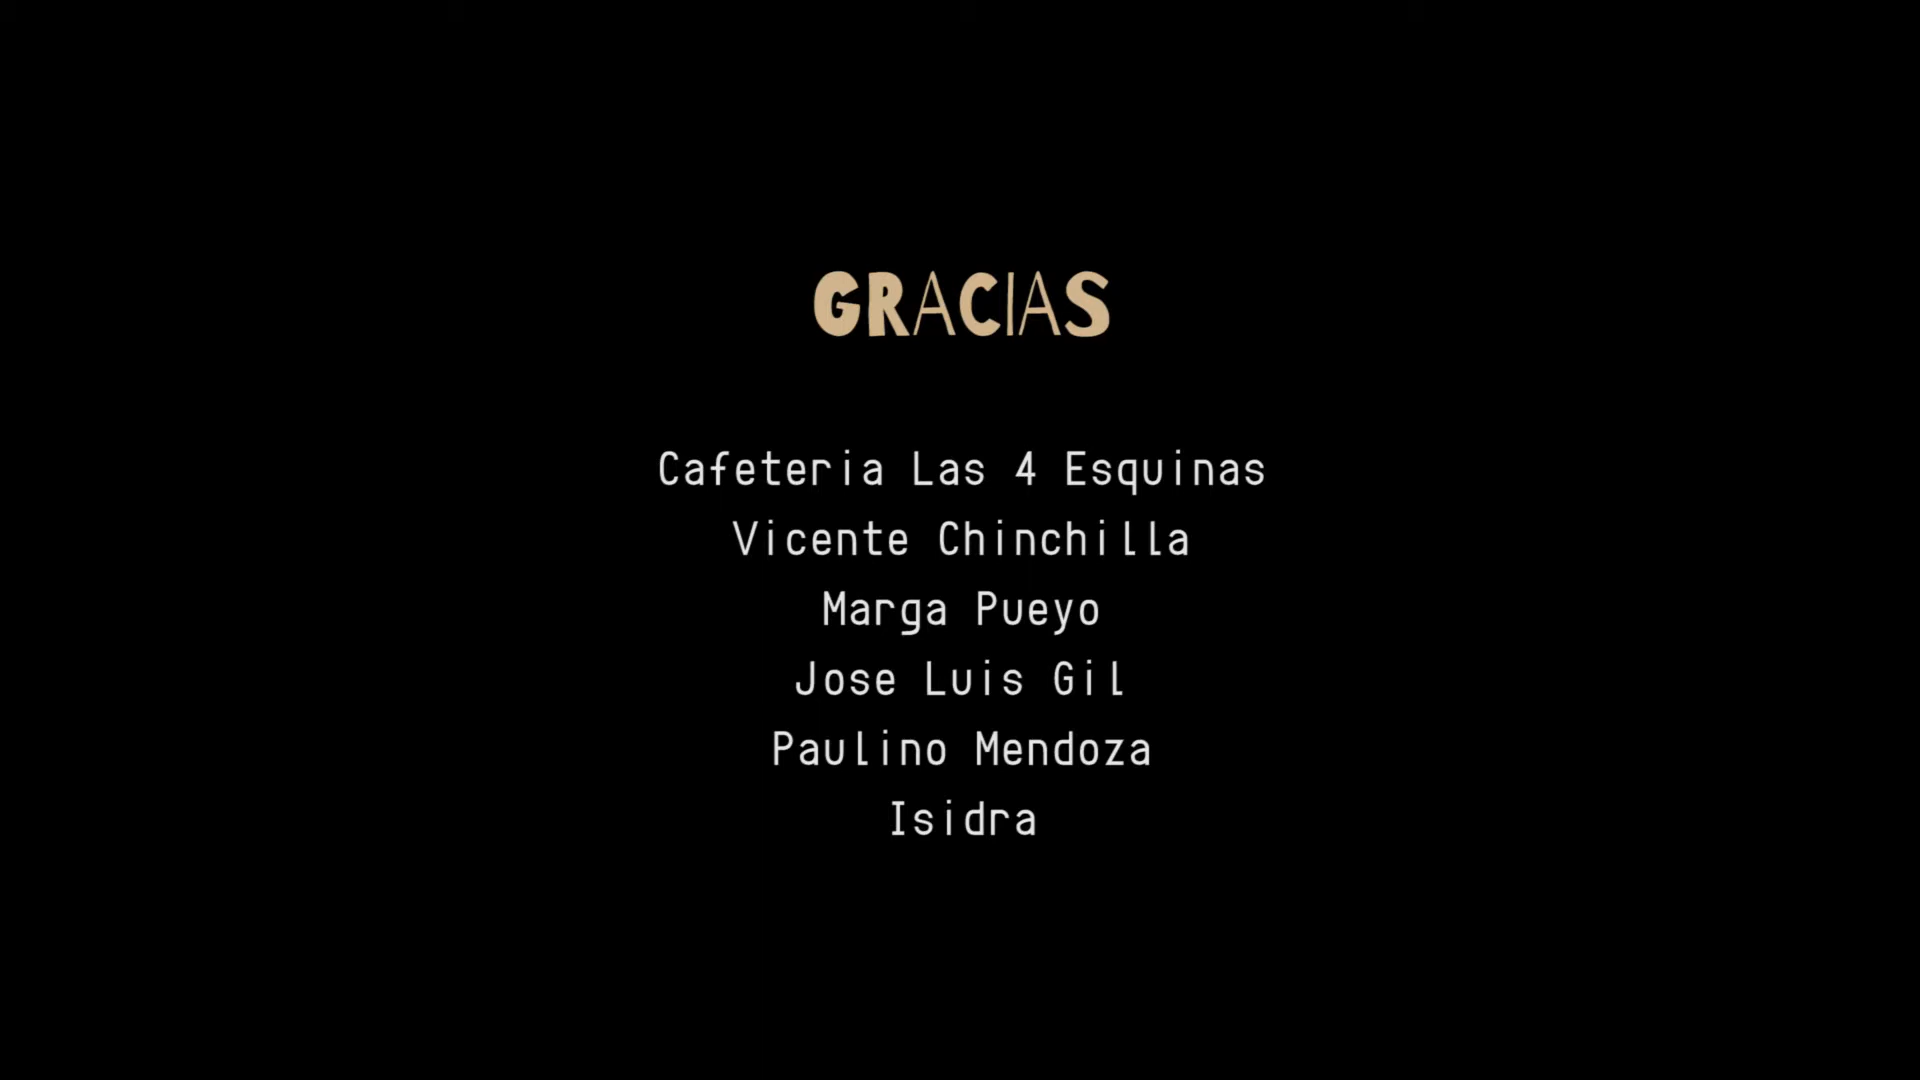 GRACIAS
Cafeteria Las 4 Esquinas
Vicente Chinchilla
Marga Pueyo
Jose Luis Gil
Paulino Mendoza
Isidra